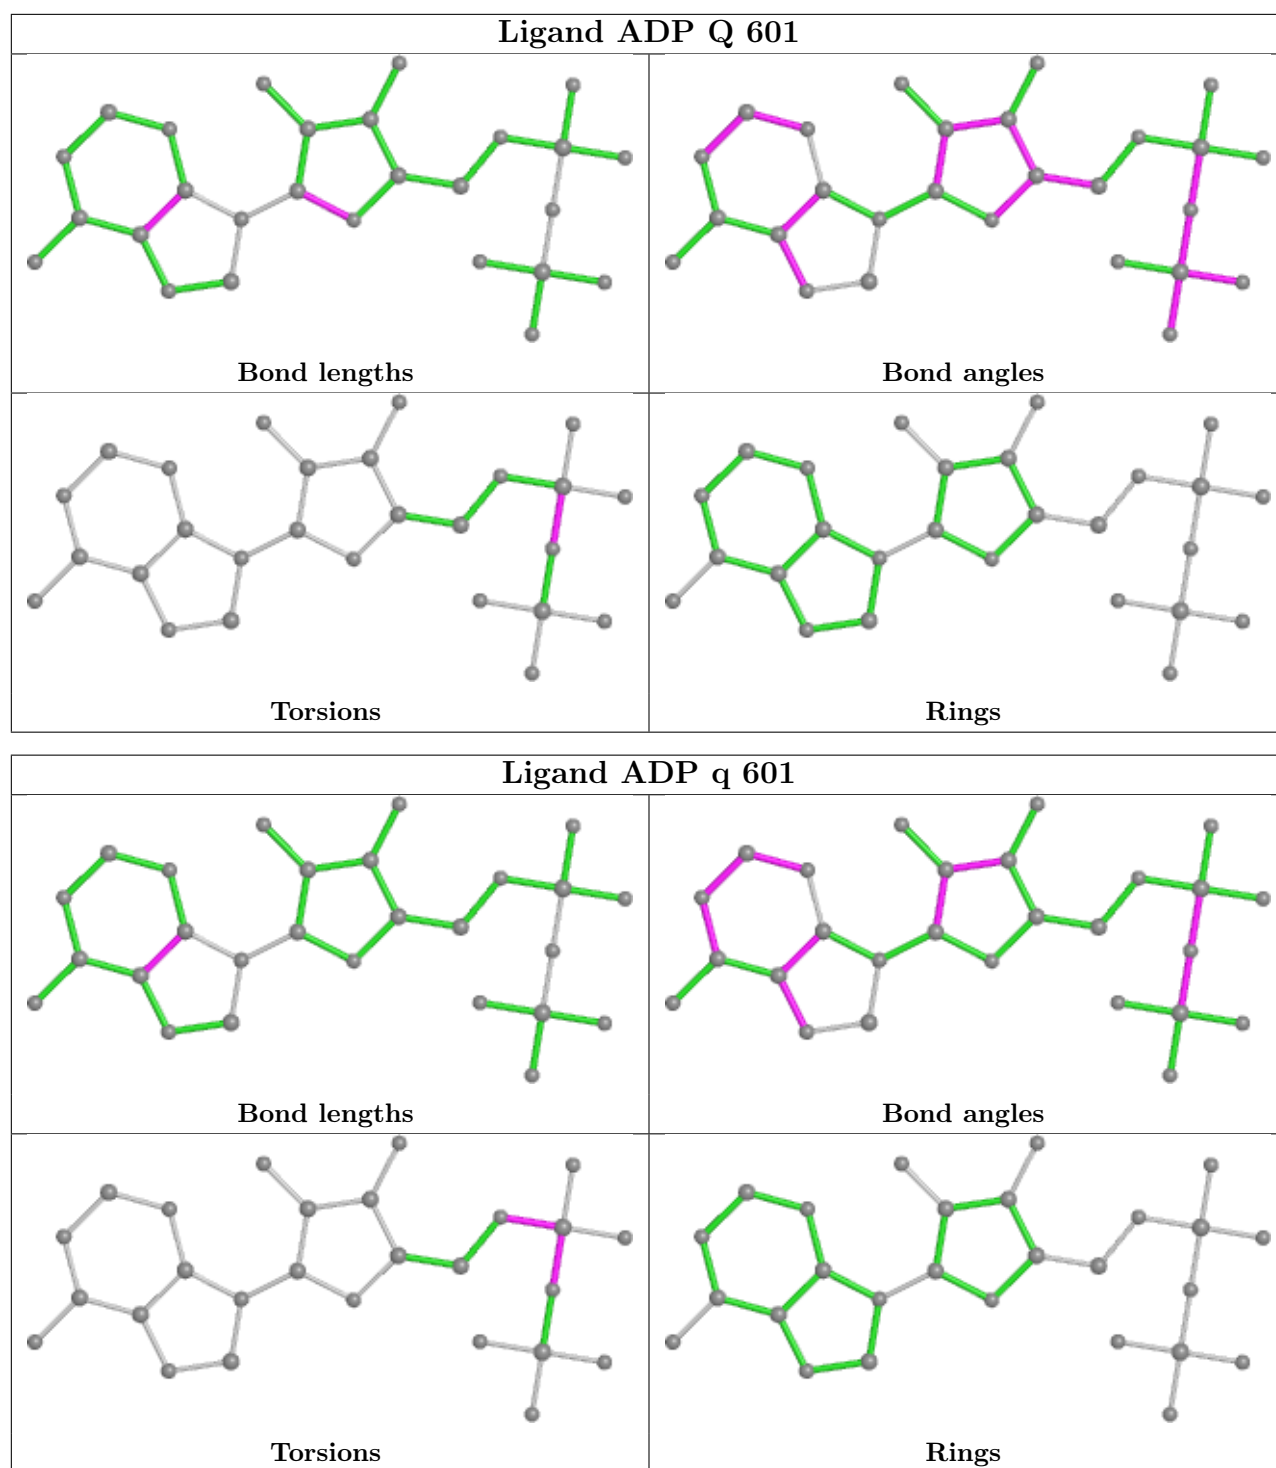 Ligand ADP Q 601
Bond lengths
Bond angles
Torsions
Rings
Ligand ADP q 601
Bond lengths
Bond angles
Torsions
Rings